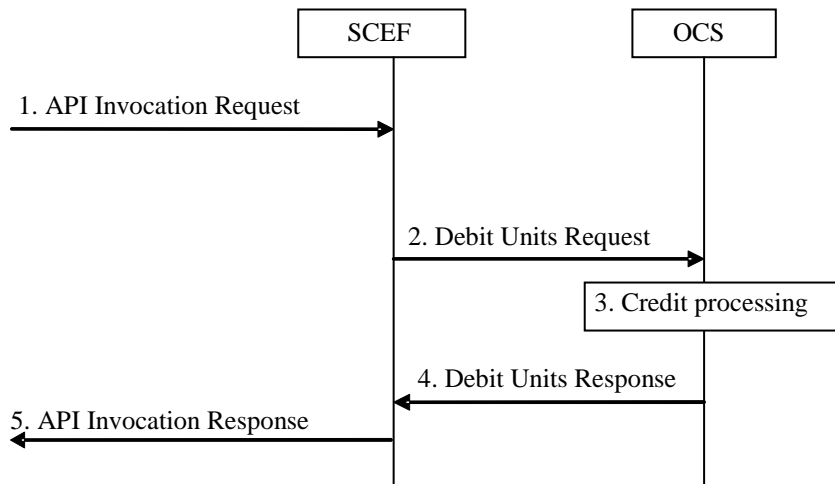 SCEF
OCS
1. API Invocation Request
2. Debit Units Request
3. Credit processing
4. Debit Units Response
5. API Invocation Response